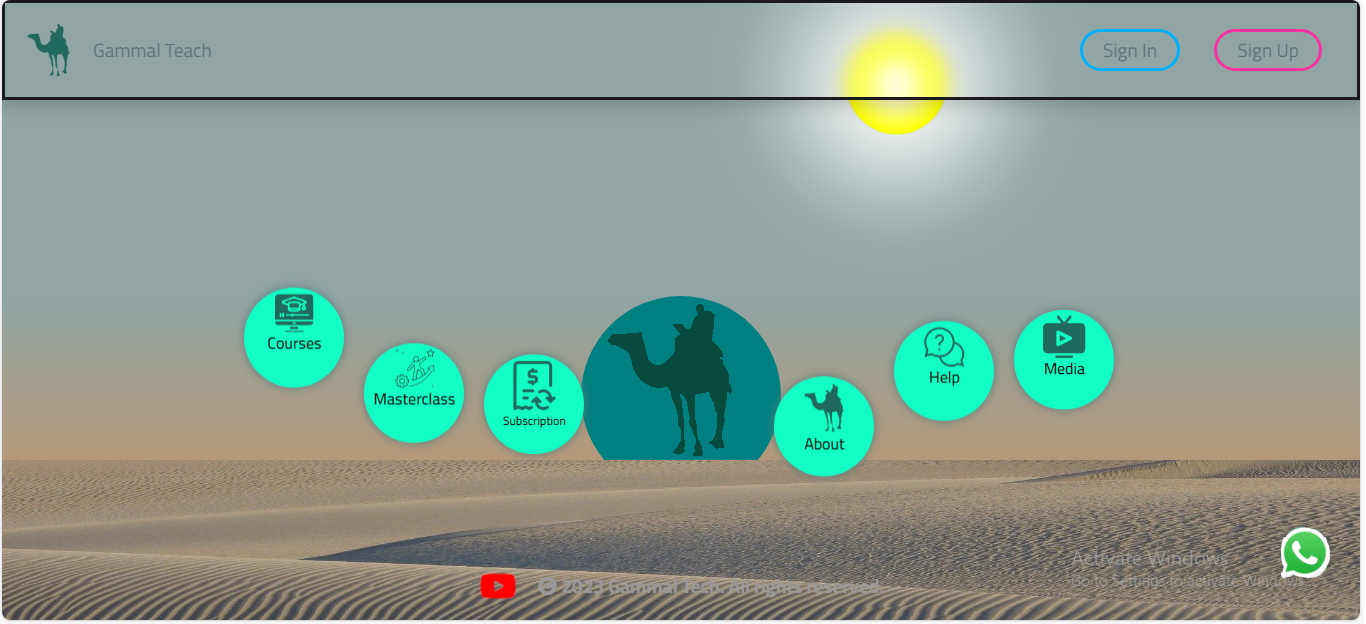 Gammal Teach
Sign In
Sign Up
Courses
Masterclass
Subscription
About
Help
Media
Activate Windows
Go to Settings to activate Windows.
© 2023 Gammal Tech. All rights reserved.